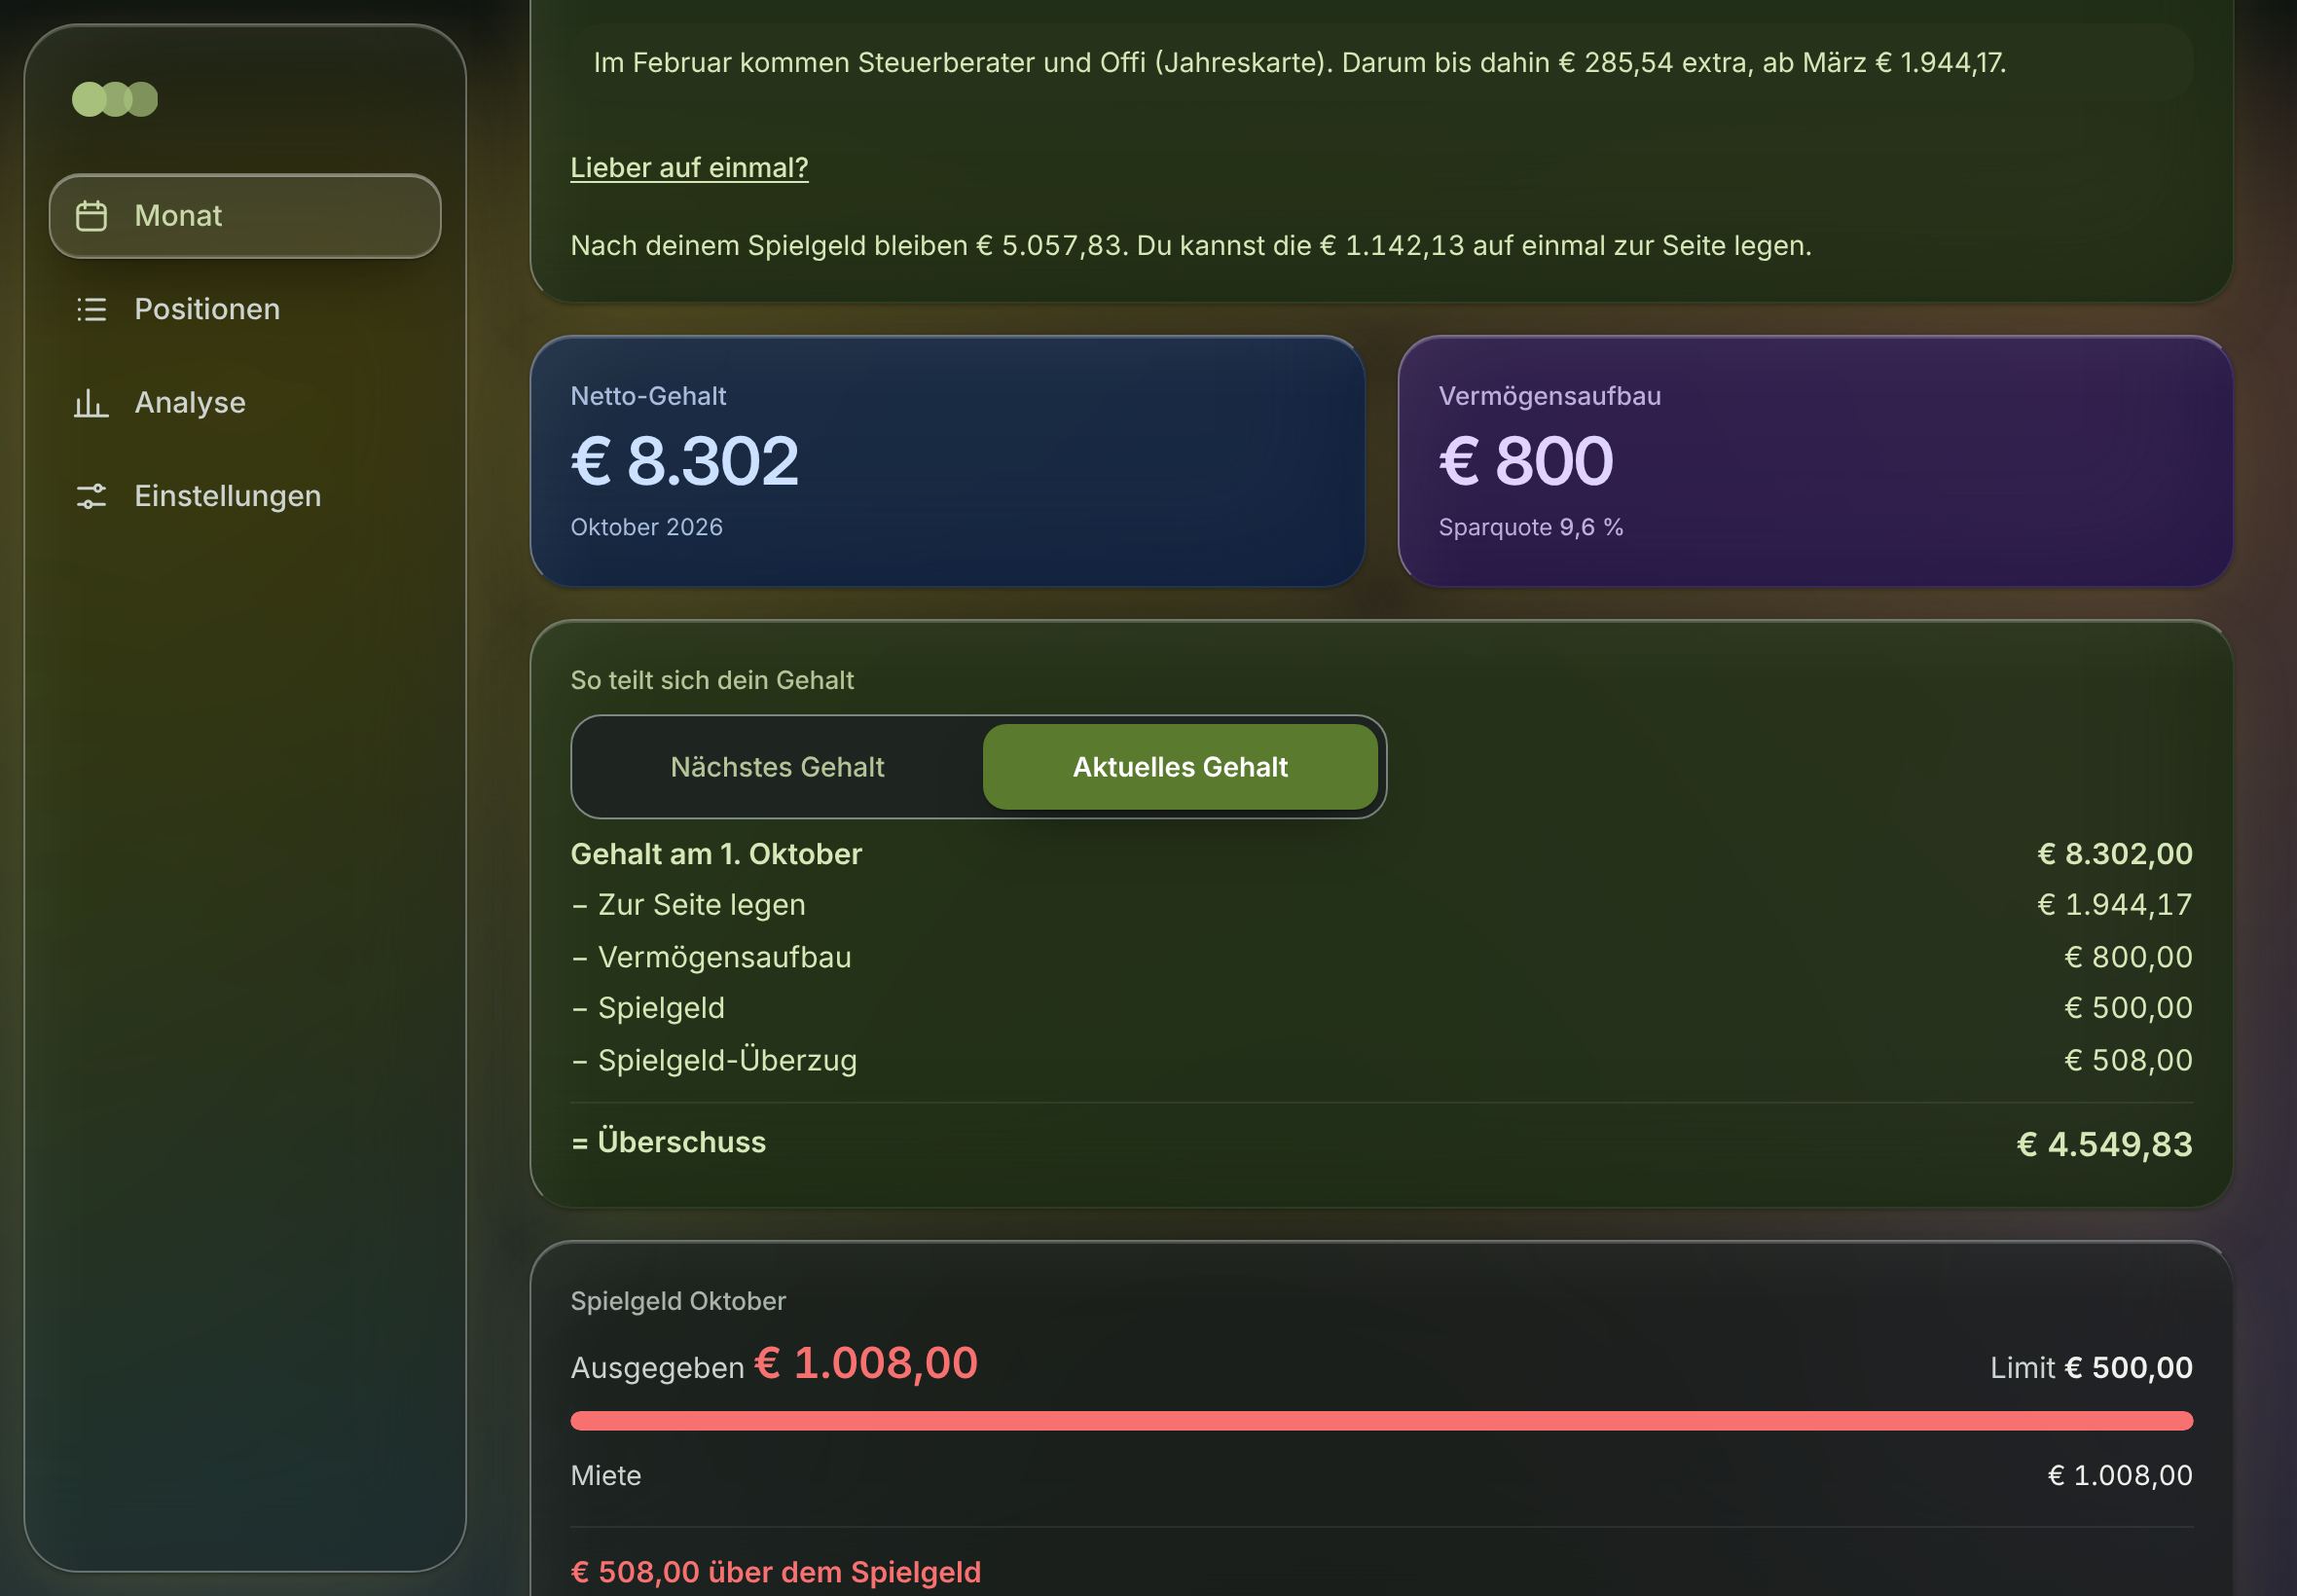 Im Februar kommen Steuerberater und Offi (Jahreskarte). Darum bis dahin € 285,54 extra, ab März € 1.944,17.
Lieber auf einmal?
Nach deinem Spielgeld bleiben € 5.057,83. Du kannst die € 1.142,13 auf einmal zur Seite legen.
Monat
Positionen
Analyse
Einstellungen
Netto-Gehalt
€ 8.302
Oktober 2026
Vermögensaufbau
€ 800
Sparquote 9,6 %
So teilt sich dein Gehalt
Nächstes Gehalt
Aktuelles Gehalt
Gehalt am 1. Oktober € 8.302,00
− Zur Seite legen € 1.944,17
− Vermögensaufbau € 800,00
− Spielgeld € 500,00
− Spielgeld-Überzug € 508,00
= Überschuss € 4.549,83
Spielgeld Oktober
Ausgegeben € 1.008,00 Limit € 500,00
Miete € 1.008,00
€ 508,00 über dem Spielgeld